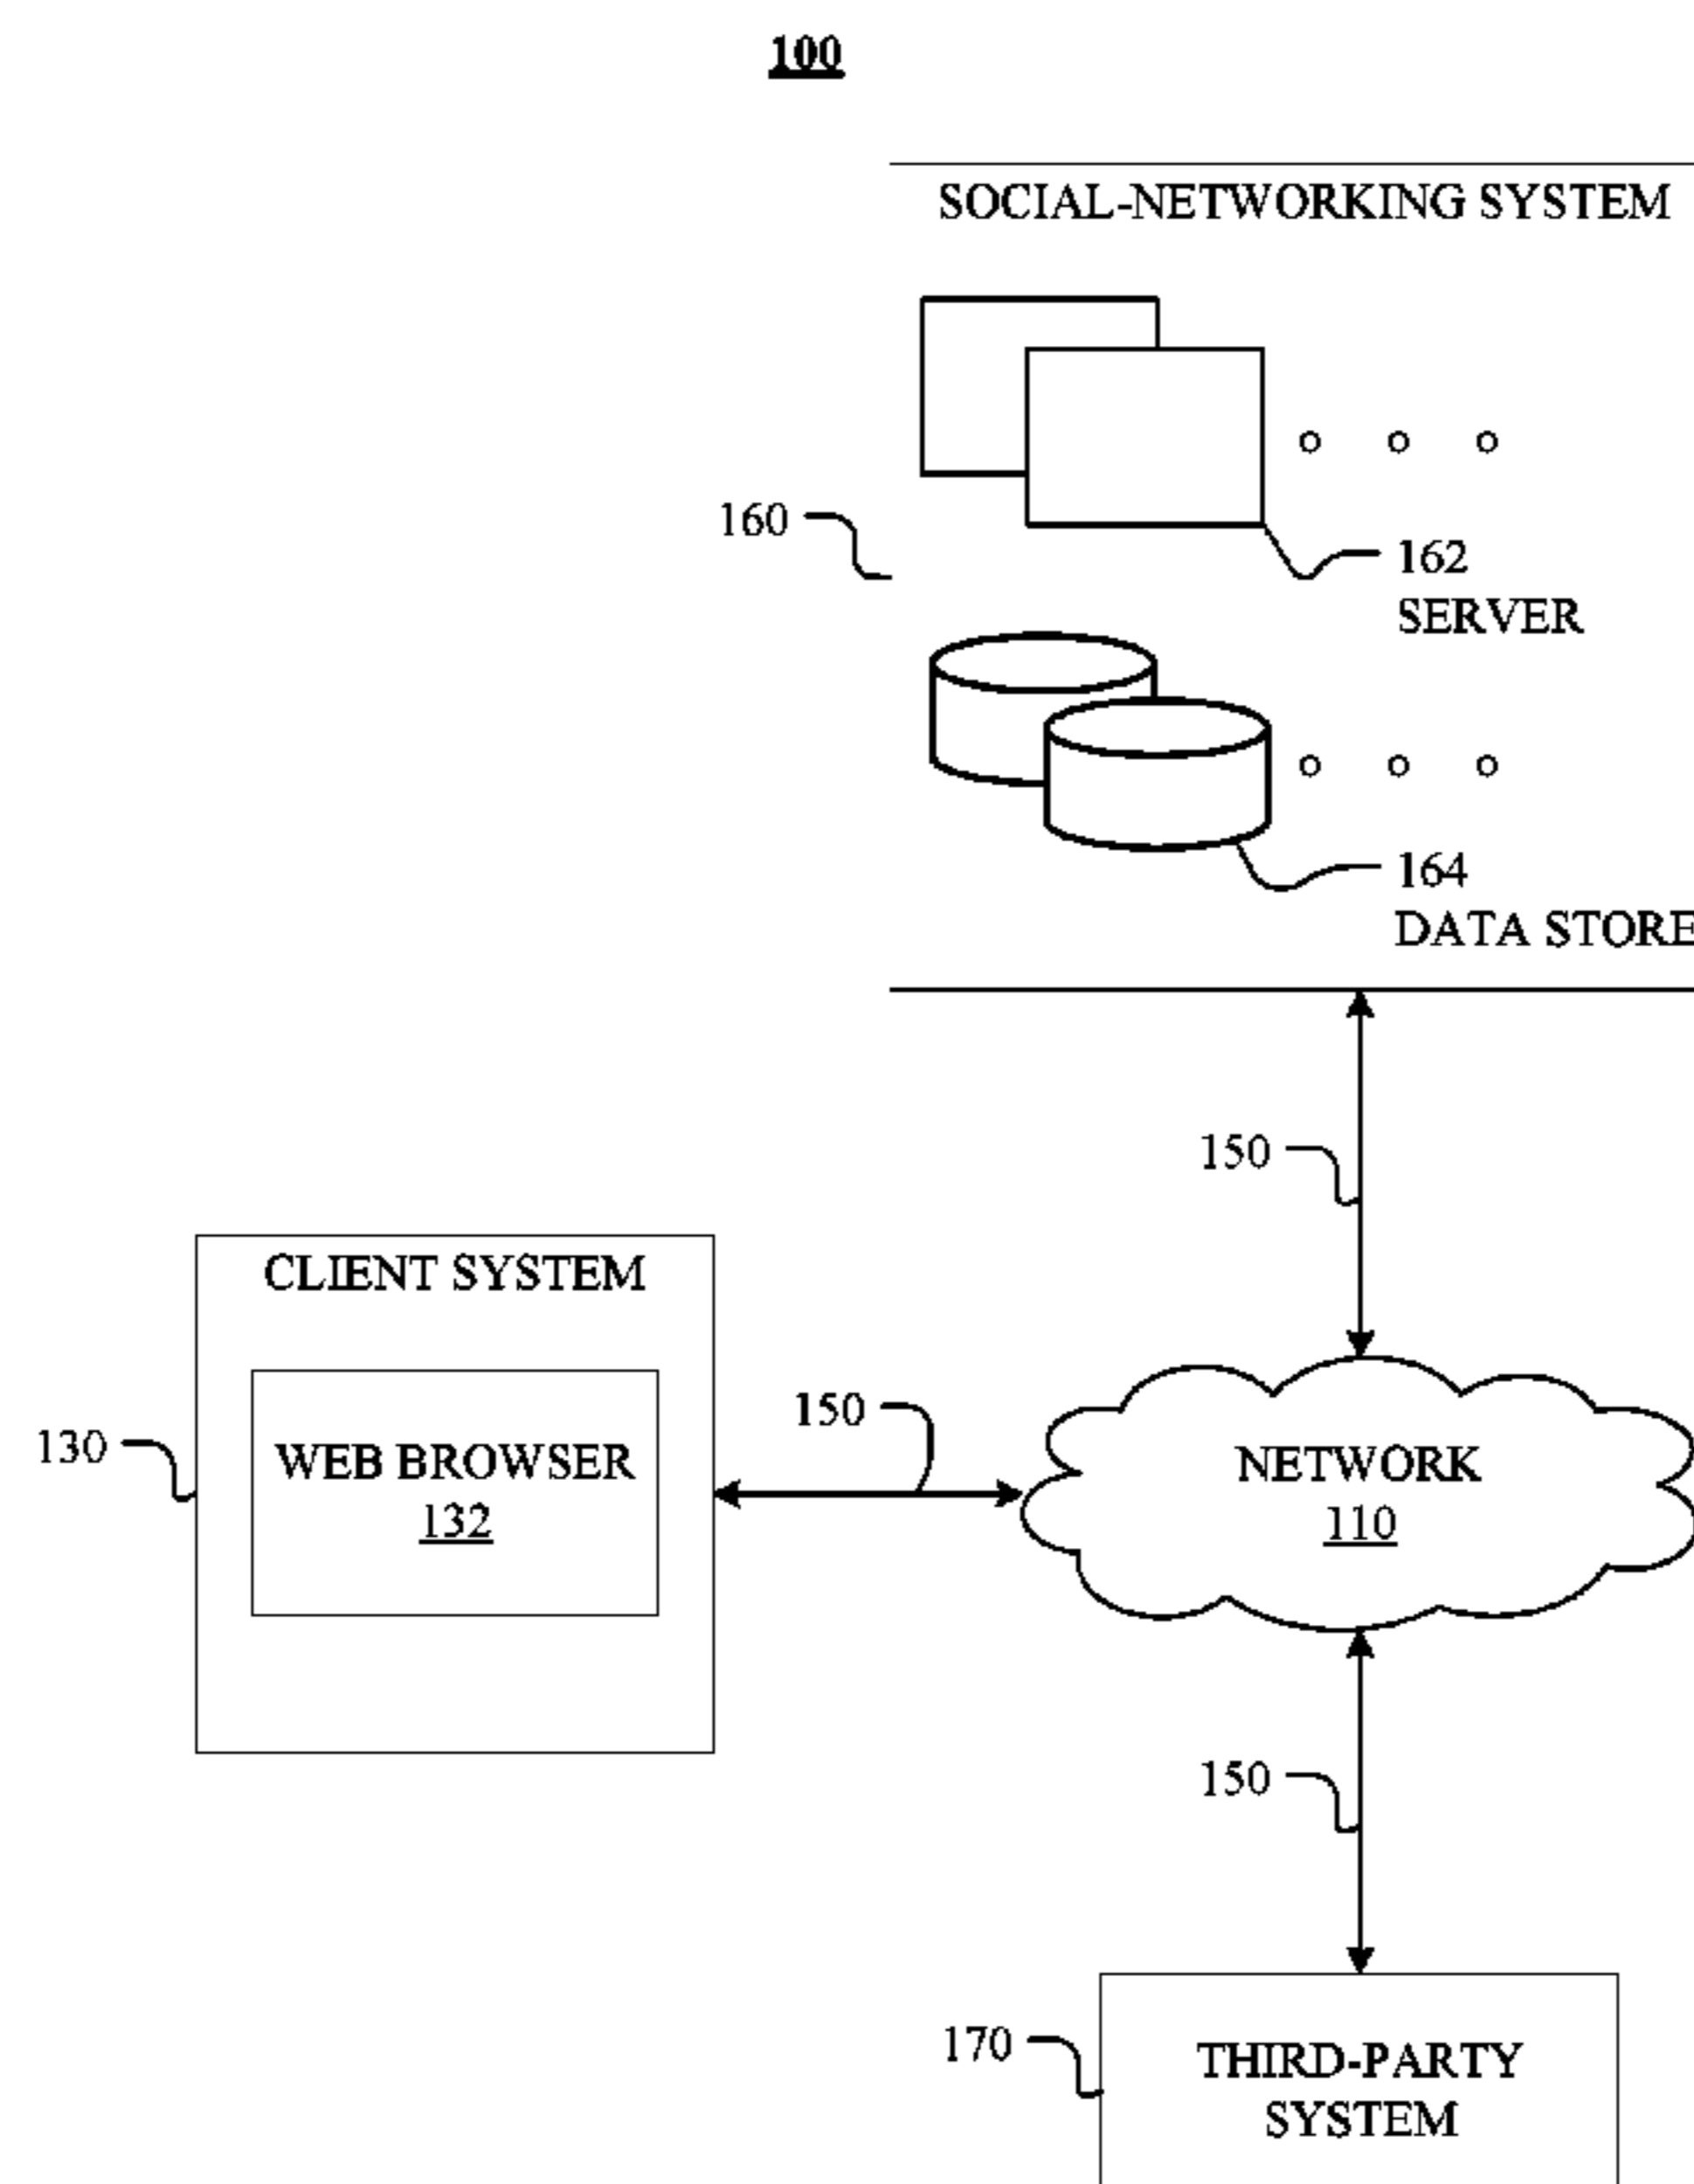 100
SOCIAL-NETWORKING SYSTEM
160
162
SERVER
164
DATA STORE
150
CLIENT SYSTEM
130
WEB BROWSER
132
150
NETWORK
110
150
170
THIRD-PARTY
SYSTEM